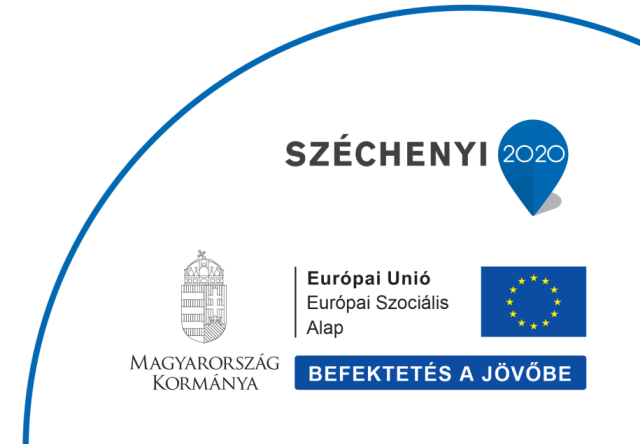 SZÉCHENYI 2020
Európai Unió
Európai Szociális
Alap
MAGYARORSZÁG
KORMÁNYA
BEFEKTETÉS A JÖVŐBE